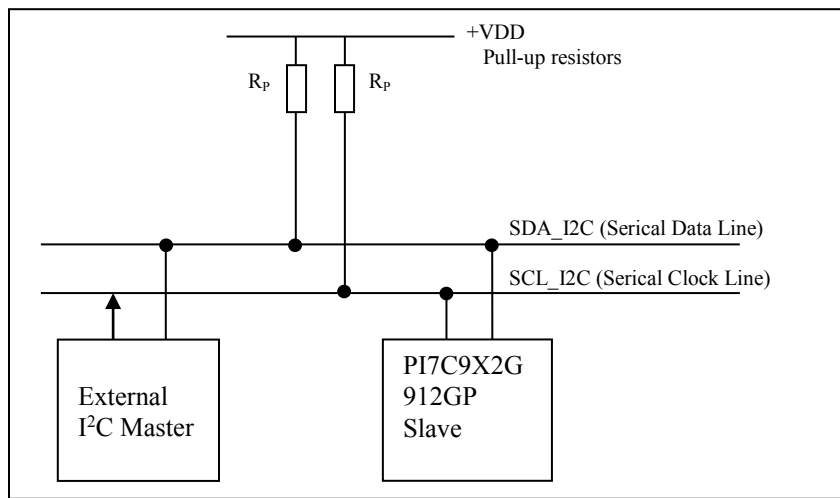 +VDD
Pull-up resistors
RP
RP
SDA_I2C (Serical Data Line)
SCL_I2C (Serical Clock Line)
External
I2C Master
PI7C9X2G
912GP
Slave